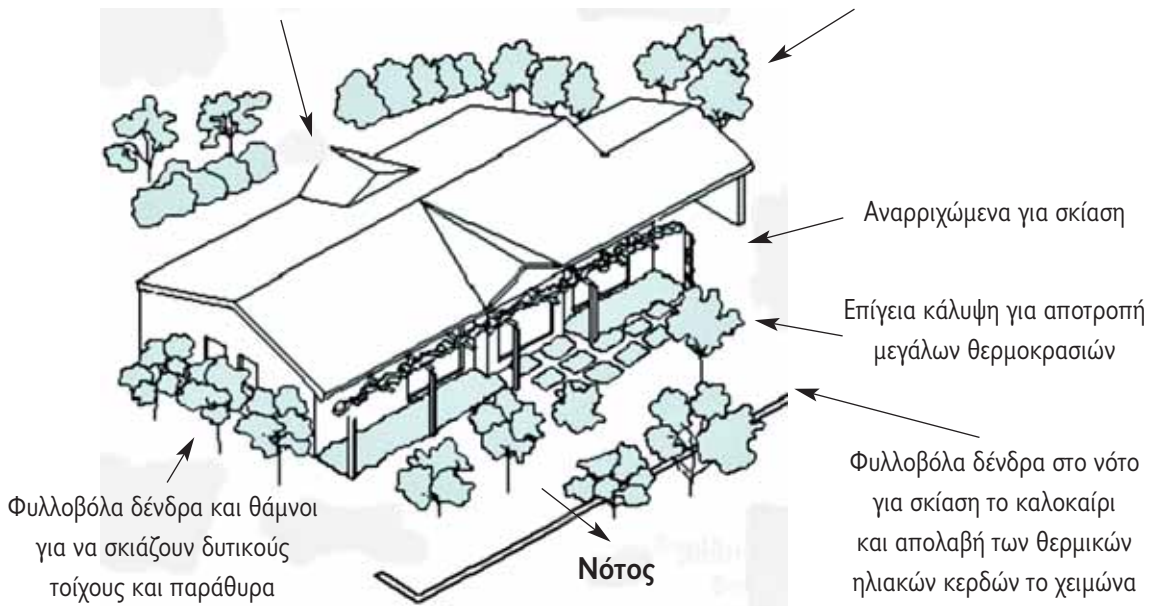 Αναρριχώμενα για σκίαση
Επίγεια κάλυψη για αποτροπή
μεγάλων θερμοκρασιών
Φυλλοβόλα δένδρα στο νότο
για σκίαση το καλοκαίρι
και απολαβή των θερμικών
ηλιακών κερδών το χειμώνα
Φυλλοβόλα δένδρα και θάμνοι
για να σκιάζουν δυτικούς
τοίχους και παράθυρα
Νότος